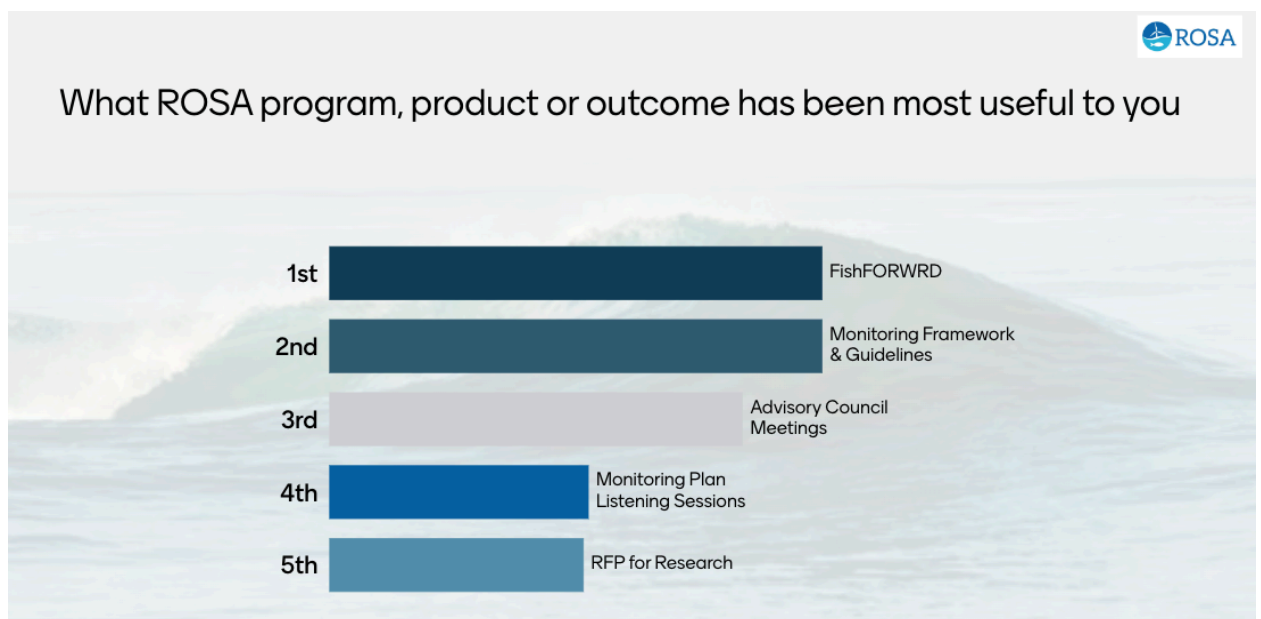 ROSA
What ROSA program, product or outcome has been most useful to you
1st
FishFORWRD
2nd
Monitoring Framework
& Guidelines
3rd
Advisory Council
Meetings
4th
Monitoring Plan
Listening Sessions
5th
RFP for Research